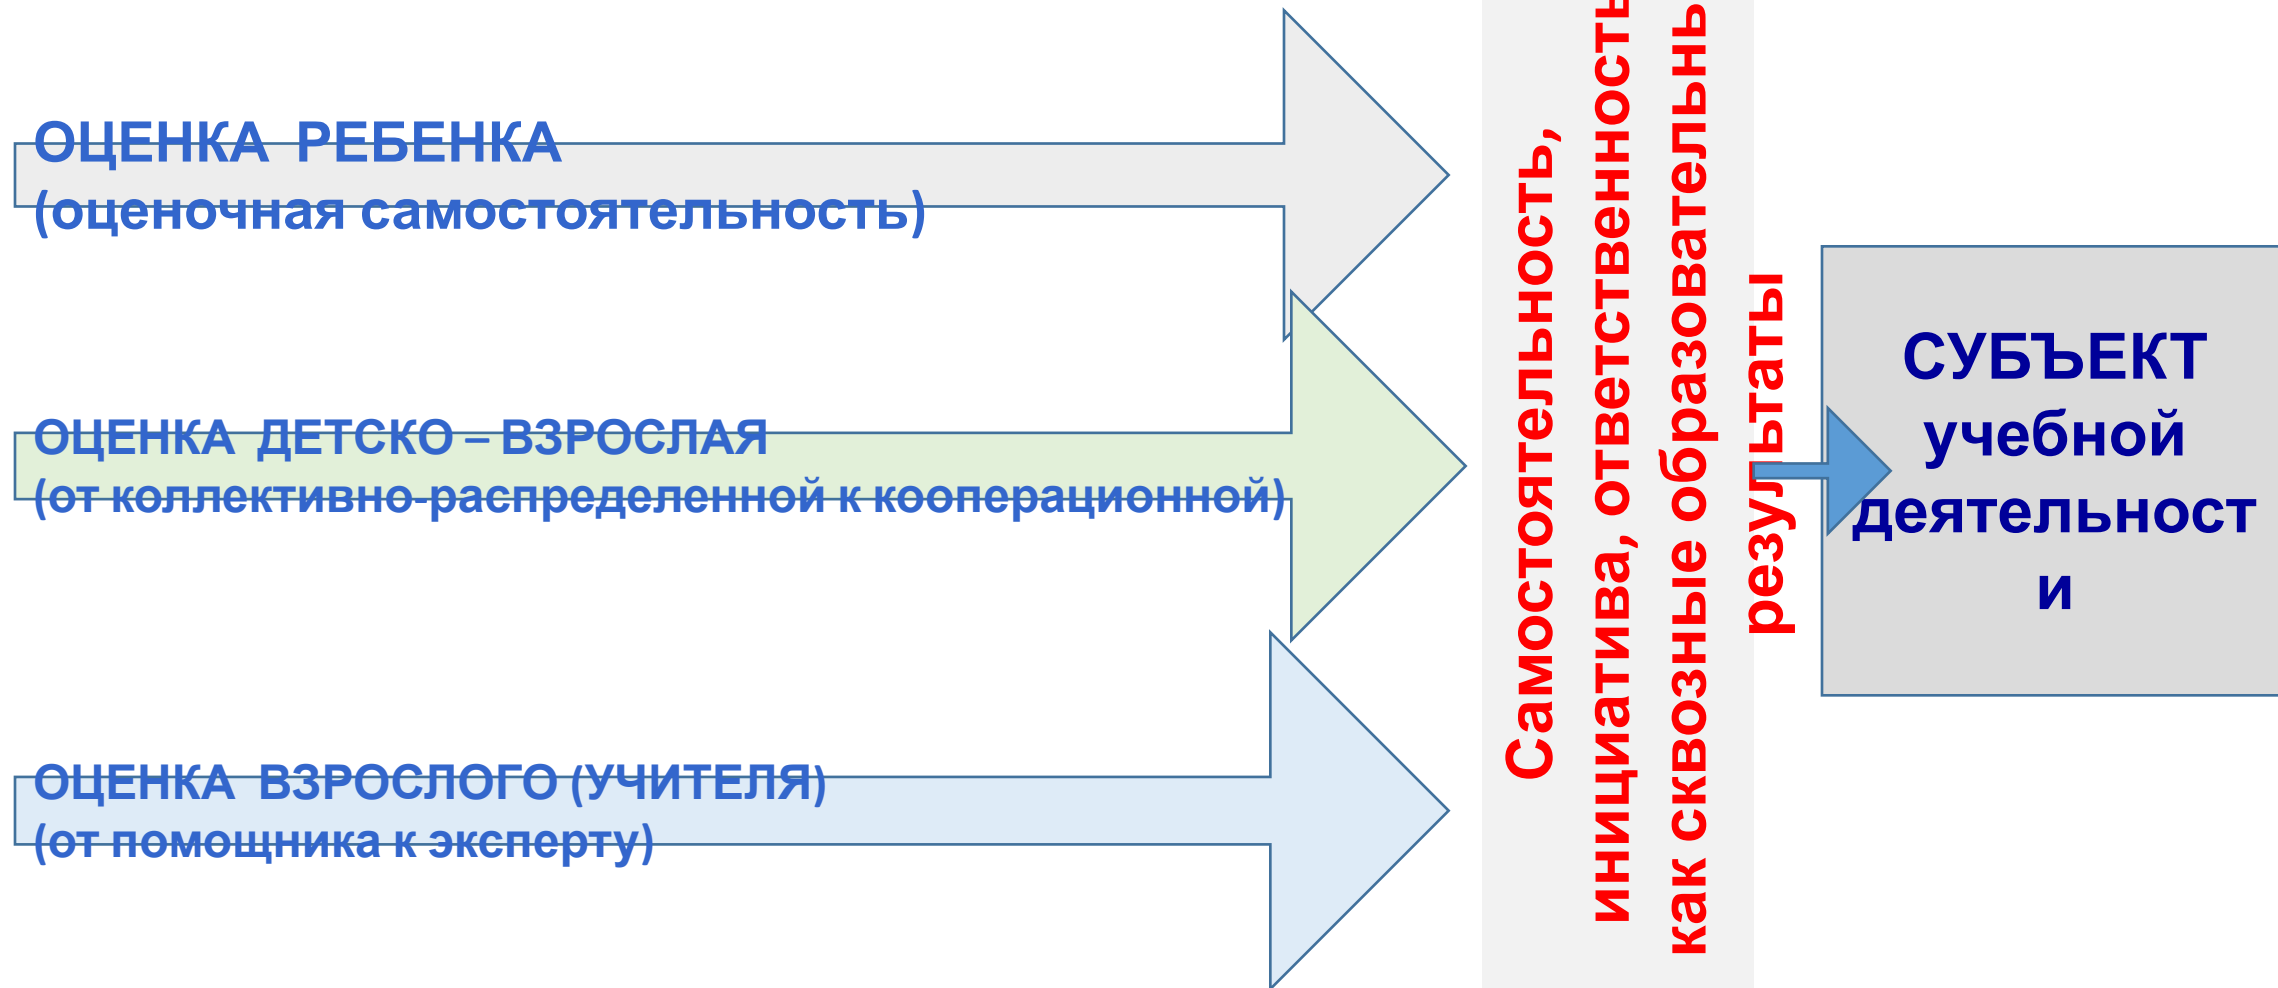 ОЦЕНКА РЕБЕНКА
(оценочная самостоятельность)
ОЦЕНКА ДЕТСКО – ВЗРОСЛАЯ
(от коллективно-распределенной к кооперационной)
ОЦЕНКА ВЗРОСЛОГО (УЧИТЕЛЯ)
(от помощника к эксперту)
Самостоятельность,
инициатива, ответственность
как сквозные образовательны
результаты
СУБЪЕКТ
учебной
деятельност
и